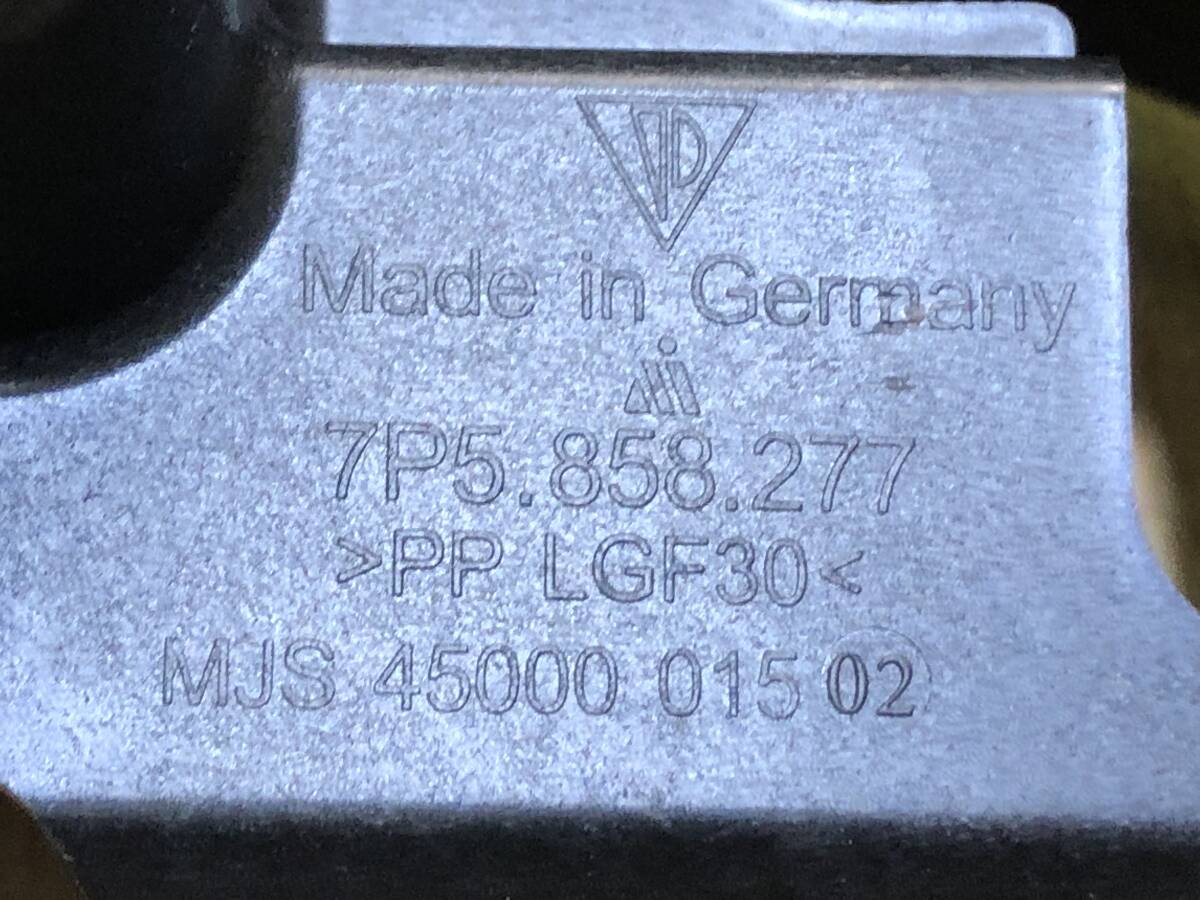 Made in Germany
7P5.858.277
>PP LGF30<
MJS 45000 015 02